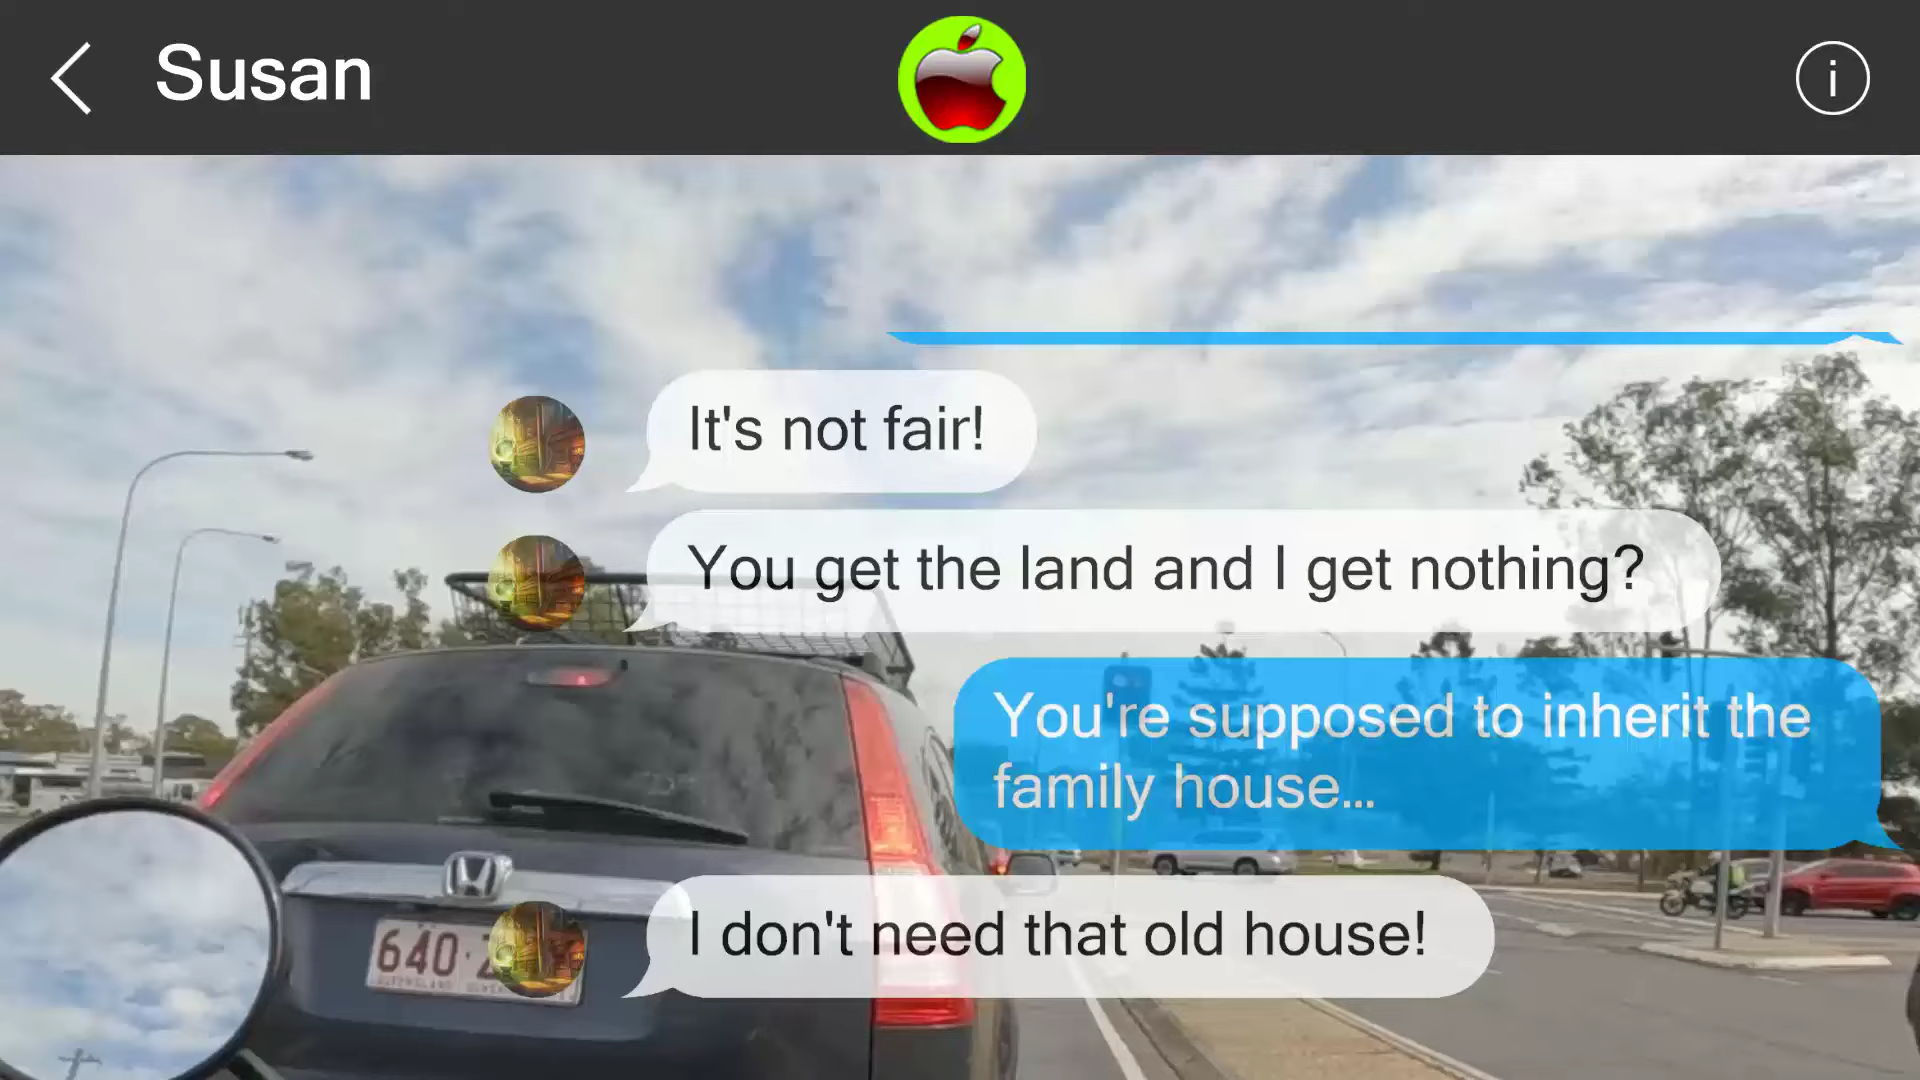 Susan
i
It's not fair!
You get the land and I get nothing?
You're supposed to inherit the
family house...
I don't need that old house!
640